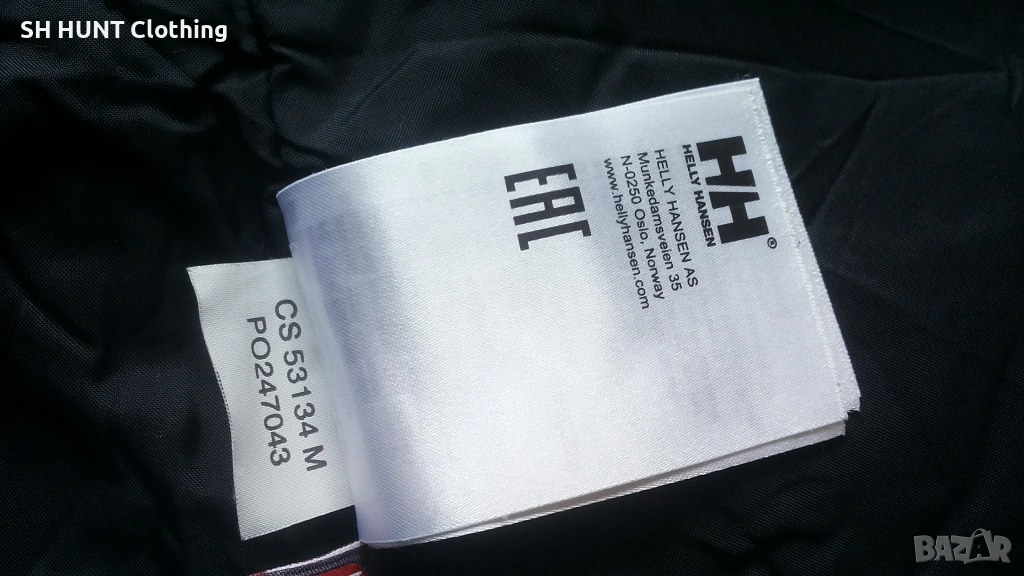 SH HUNT Clothing
HH®
HELLY HANSEN
HELLY HANSEN AS
Munkedamsveien 35
N-0250 Oslo, Norway
www.hellyhansen.com
EAC
CS 53134 M
PO247043
BAZAR